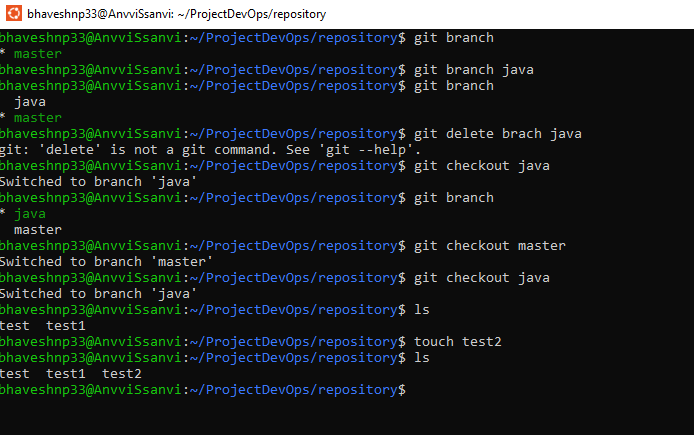 bhaveshnp33@AnvviSsanvi: ~/ProjectDevOps/repository
bhaveshnp33@AnvviSsanvi:~/ProjectDevOps/repository$ git branch
* master
bhaveshnp33@AnvviSsanvi:~/ProjectDevOps/repository$ git branch java
bhaveshnp33@AnvviSsanvi:~/ProjectDevOps/repository$ git branch
  java
* master
bhaveshnp33@AnvviSsanvi:~/ProjectDevOps/repository$ git delete brach java
git: 'delete' is not a git command. See 'git --help'.
bhaveshnp33@AnvviSsanvi:~/ProjectDevOps/repository$ git checkout java
Switched to branch 'java'
bhaveshnp33@AnvviSsanvi:~/ProjectDevOps/repository$ git branch
* java
  master
bhaveshnp33@AnvviSsanvi:~/ProjectDevOps/repository$ git checkout master
Switched to branch 'master'
bhaveshnp33@AnvviSsanvi:~/ProjectDevOps/repository$ git checkout java
Switched to branch 'java'
bhaveshnp33@AnvviSsanvi:~/ProjectDevOps/repository$ ls
test  test1
bhaveshnp33@AnvviSsanvi:~/ProjectDevOps/repository$ touch test2
bhaveshnp33@AnvviSsanvi:~/ProjectDevOps/repository$ ls
test  test1  test2
bhaveshnp33@AnvviSsanvi:~/ProjectDevOps/repository$